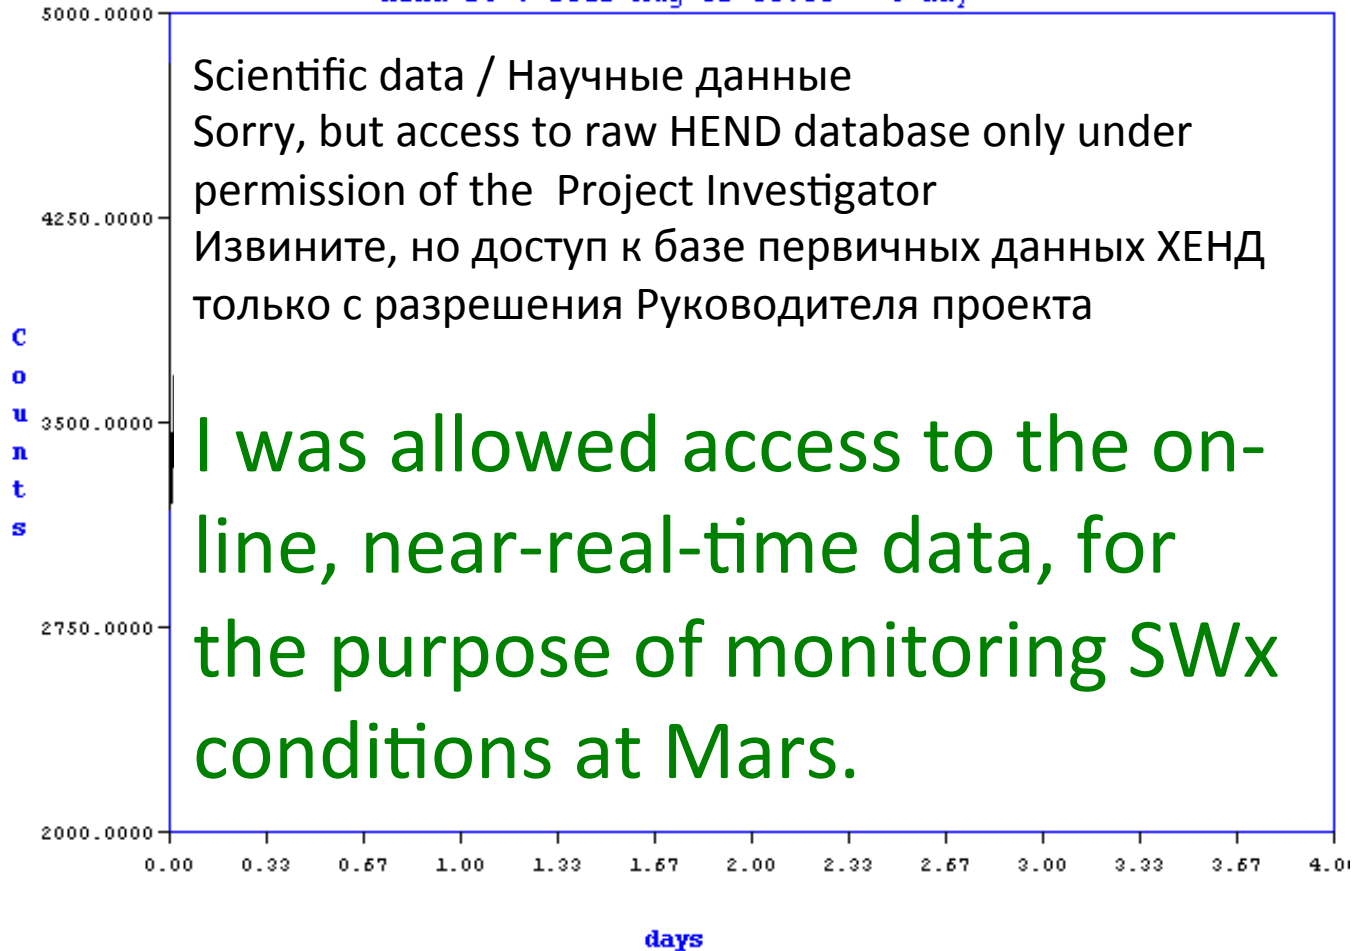 5000.0000
Scientific data / Научные данные
Sorry, but access to raw HEND database only under
permission of the Project Investigator
4250.0000
Извините, но доступ к базе первичных данных ХЕНД
только с разрешения Руководителя проекта
Counts
3500.0000
I was allowed access to the on-
line, near-real-time data, for
2750.0000
the purpose of monitoring SWx
conditions at Mars.
2000.0000
0.00 0.33 0.67 1.00 1.33 1.67 2.00 2.33 2.67 3.00 3.33 3.67
days